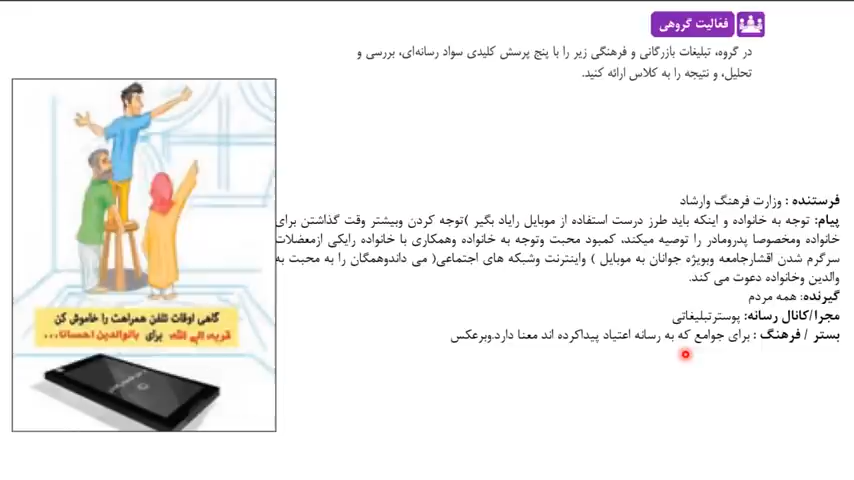 فعّالیت گروهی
در گروه، تبلیغات بازرگانی و فرهنگی زیر را با پنج پرسش کلیدی سواد رسانه‌ای، بررسی و
تحلیل، و نتیجه را به کلاس ارائه کنید.
فرستنده : وزارت فرهنگ وارشاد
پیام: توجه به خانواده و اینکه باید طرز درست استفاده از موبایل رایاد بگیر )توجه کردن وبیشتر وقت گذاشتن برای
خانواده ومخصوصا پدرومادر را توصیه میکند، کمبود محبت وتوجه به خانواده وهمکاری با خانواده رایکی ازمعضلات
سرگرم شدن اقشارجامعه وبویژه جوانان به موبایل ) واینترنت وشبکه های اجتماعی( می داندوهمگان را به محبت به
والدین وخانواده دعوت می کند.
گیرنده: همه مردم
مجرا/کانال رسانه: پوسترتبلیغاتی
بستر / فرهنگ : برای جوامع که به رسانه اعتیاد پیداکرده اند معنا دارد.وبرعکس
گاهی اوقات تلفن همراهت را خاموش کن
قربة الی الله برای بالوالدین احسانا...